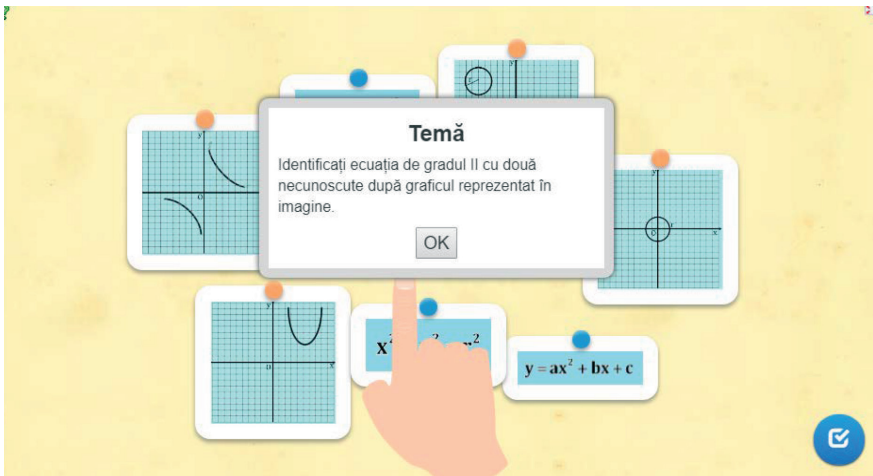 y
y
O
Temă
Identificați ecuația de gradul II cu două
necunoscute după graficul reprezentat în
imagine.
OK
y
O
r
x
y
O
x
y = ax² + bx + c